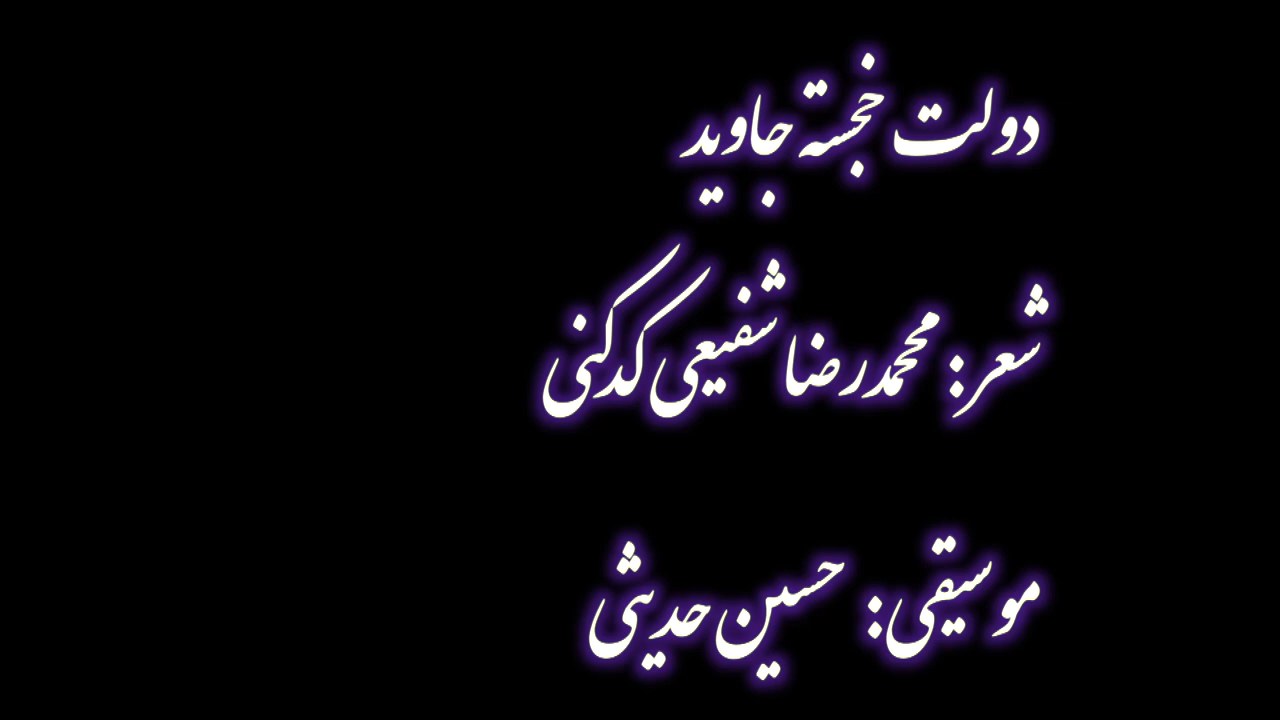 دولت خجسته جاوید
شعر: محمدرضا شفیعی کدکنی
موسیقی: حسین حدیثی